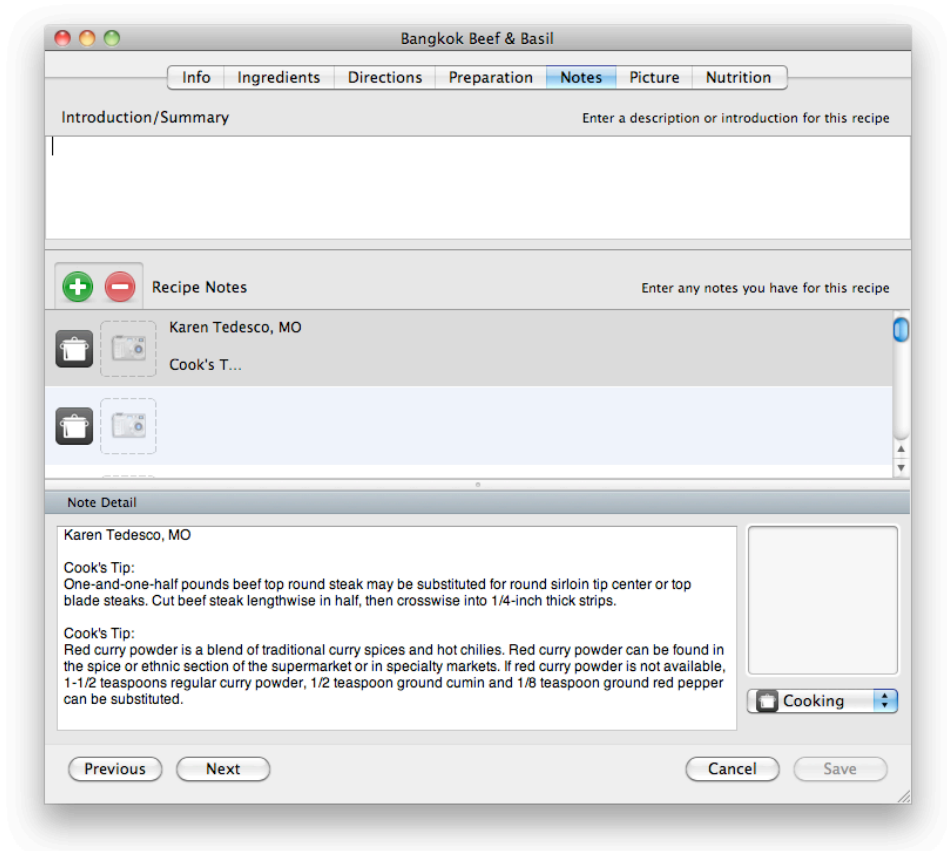 Bangkok Beef & Basil
Info Ingredients Directions Preparation Notes Picture Nutrition
Introduction/Summary Enter a description or introduction for this recipe
Recipe Notes Enter any notes you have for this recipe
Karen Tedesco, MO
Cook's T...
Note Detail
Karen Tedesco, MO
Cook's Tip:
One-and-one-half pounds beef top round steak may be substituted for round sirloin tip center or top
blade steaks. Cut beef steak lengthwise in half, then crosswise into 1/4-inch thick strips.
Cook's Tip:
Red curry powder is a blend of traditional curry spices and hot chilies. Red curry powder can be found in
the spice or ethnic section of the supermarket or in specialty markets. If red curry powder is not available,
1-1/2 teaspoons regular curry powder, 1/2 teaspoon ground cumin and 1/8 teaspoon ground red pepper
can be substituted.
Cooking
Previous Next Cancel Save